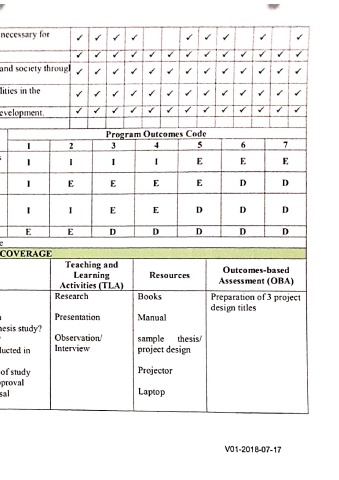 necessary for ✓ ✓ ✓ ✓ ✓ ✓ ✓ ✓ ✓
✓ ✓ ✓ ✓ ✓ ✓ ✓ ✓ ✓ ✓ ✓ ✓ ✓
and society through ✓ ✓ ✓ ✓ ✓ ✓ ✓ ✓ ✓ ✓ ✓ ✓ ✓
lities in the ✓ ✓ ✓ ✓ ✓ ✓ ✓ ✓ ✓ ✓ ✓ ✓ ✓
evelopment. ✓ ✓ ✓ ✓ ✓ ✓ ✓ ✓ ✓ ✓ ✓ ✓ ✓
Program Outcomes Code
1 2 3 4 5 6 7
s I I I I E E E
I E E E E D D
I I E E D D D
E E D D D D D
e
COVERAGE
Teaching and
Learning
Activities (TLA)
Resources
Outcomes-based
Assessment (OBA)
Research Books Preparation of 3 project
design titles
Presentation Manual
hesis study?
Observation/ sample thesis/
ducted in Interview project design
of study Projector
pproval
sal Laptop
V01-2018-07-17